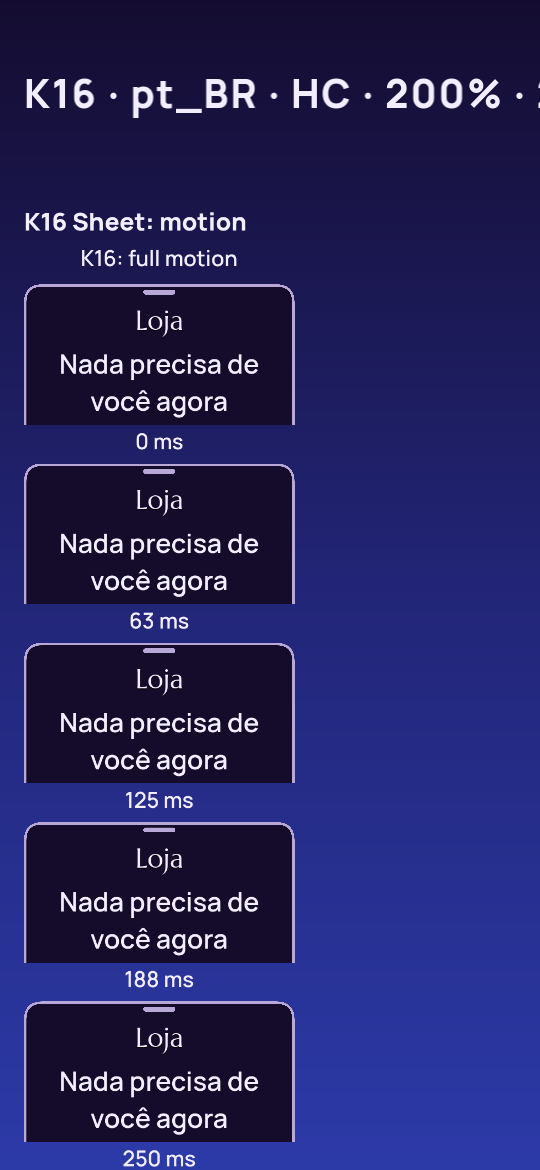 K16 · pt_BR · HC · 200% ·
K16 Sheet: motion
K16: full motion
Loja
Nada precisa de
você agora
0 ms
Loja
Nada precisa de
você agora
63 ms
Loja
Nada precisa de
você agora
125 ms
Loja
Nada precisa de
você agora
188 ms
Loja
Nada precisa de
você agora
250 ms